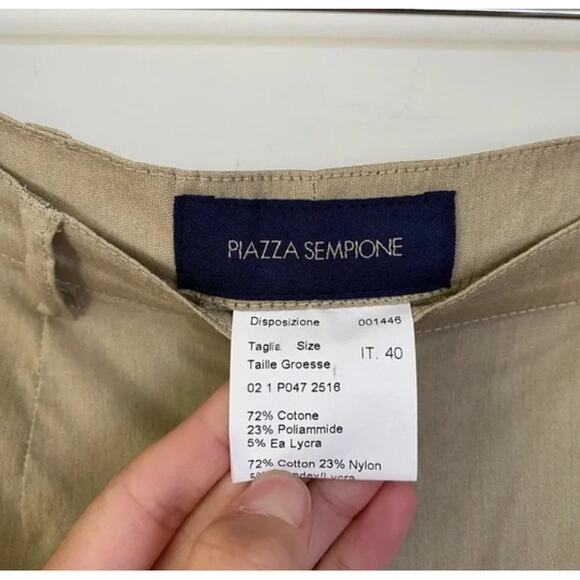 PIAZZA SEMPIONE
Disposizione 001446
Taglia Size IT. 40
Taille Groesse
02 1 P047 2516
72% Cotone
23% Poliammide
5% Ea Lycra
72% Cotton 23% Nylon